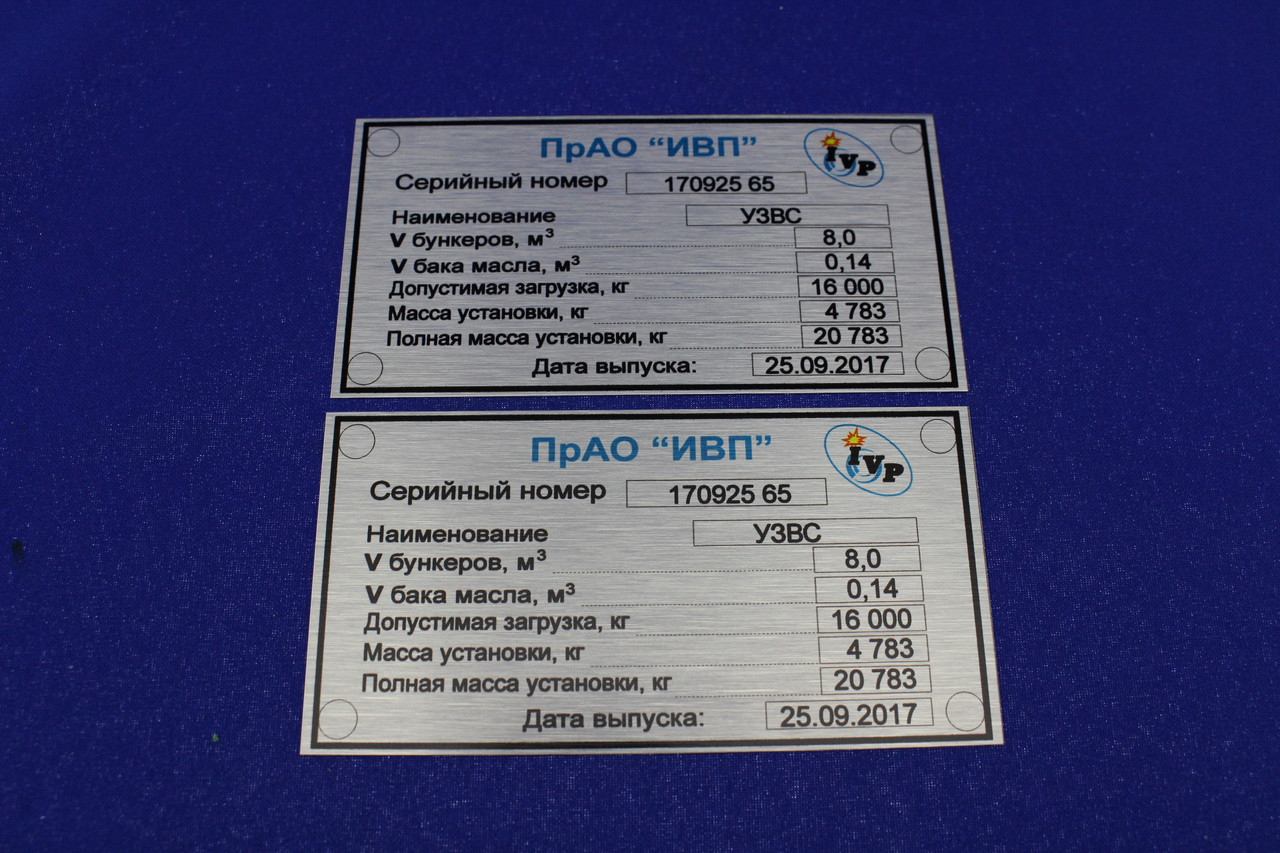 ПрАО “ИВП”
IVP
Серийный номер 170925 65
Наименование УЗВС
V бункеров, м³ 8,0
V бака масла, м³ 0,14
Допустимая загрузка, кг 16 000
Масса установки, кг 4 783
Полная масса установки, кг 20 783
Дата выпуска: 25.09.2017
ПрАО “ИВП”
IVP
Серийный номер 170925 65
Наименование УЗВС
V бункеров, м³ 8,0
V бака масла, м³ 0,14
Допустимая загрузка, кг 16 000
Масса установки, кг 4 783
Полная масса установки, кг 20 783
Дата выпуска: 25.09.2017